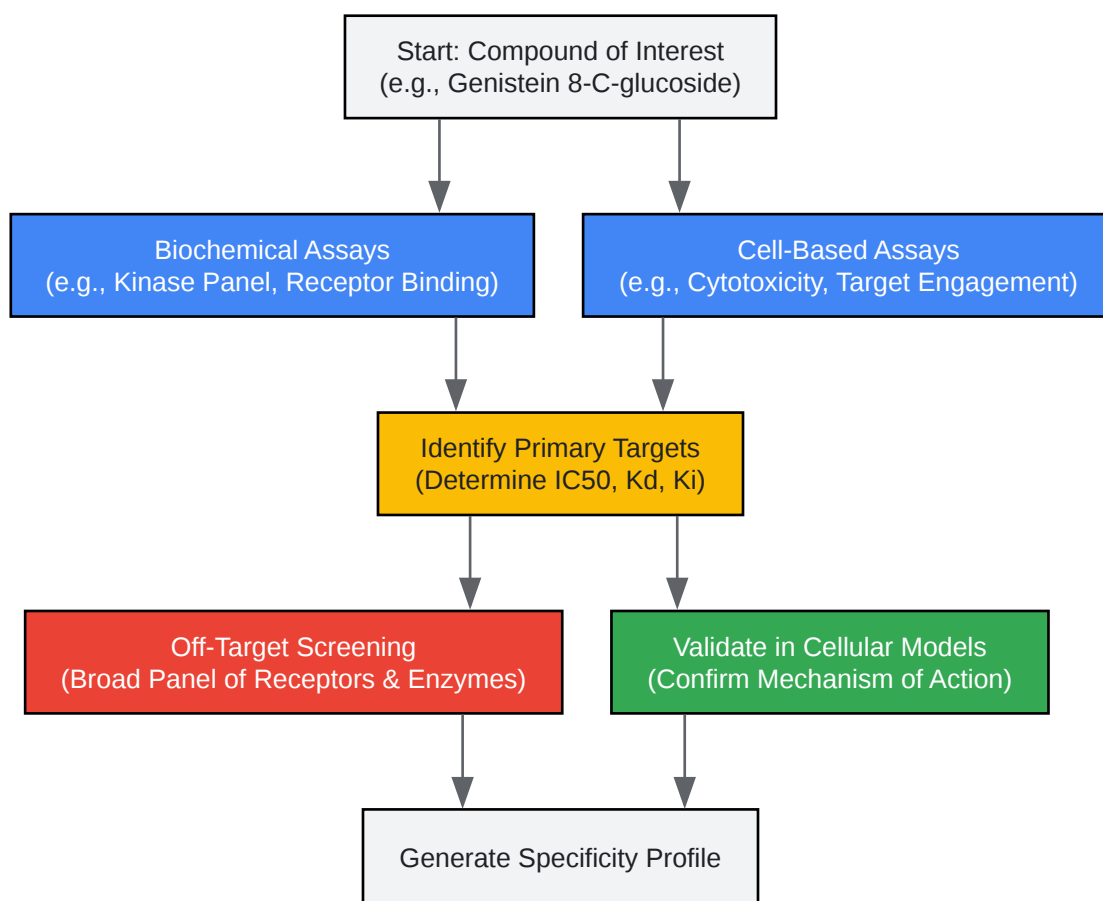 Start: Compound of Interest
(e.g., Genistein 8-C-glucoside)
Biochemical Assays
(e.g., Kinase Panel, Receptor Binding)
Cell-Based Assays
(e.g., Cytotoxicity, Target Engagement)
Identify Primary Targets
(Determine IC50, Kd, Ki)
Off-Target Screening
(Broad Panel of Receptors & Enzymes)
Validate in Cellular Models
(Confirm Mechanism of Action)
Generate Specificity Profile